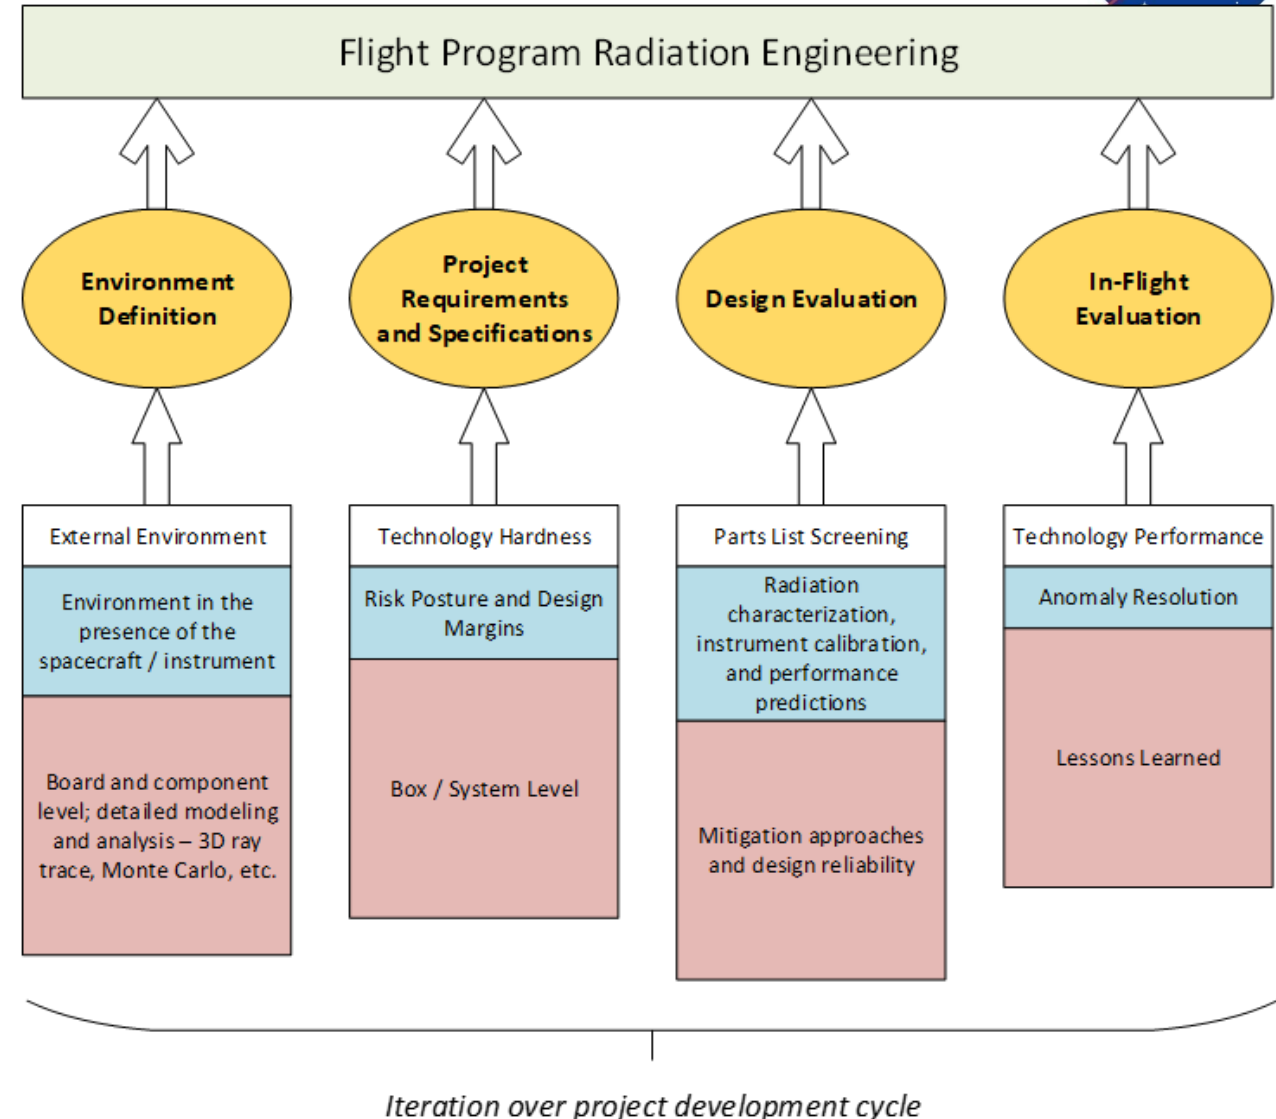 Flight Program Radiation Engineering
Environment
Definition
Project
Requirements
and Specifications
Design Evaluation
In-Flight
Evaluation
External Environment
Environment in the
presence of the
spacecraft / instrument
Board and component
level; detailed modeling
and analysis – 3D ray
trace, Monte Carlo, etc.
Technology Hardness
Risk Posture and Design
Margins
Box / System Level
Parts List Screening
Radiation
characterization,
instrument calibration,
and performance
predictions
Mitigation approaches
and design reliability
Technology Performance
Anomaly Resolution
Lessons Learned
Iteration over project development cycle